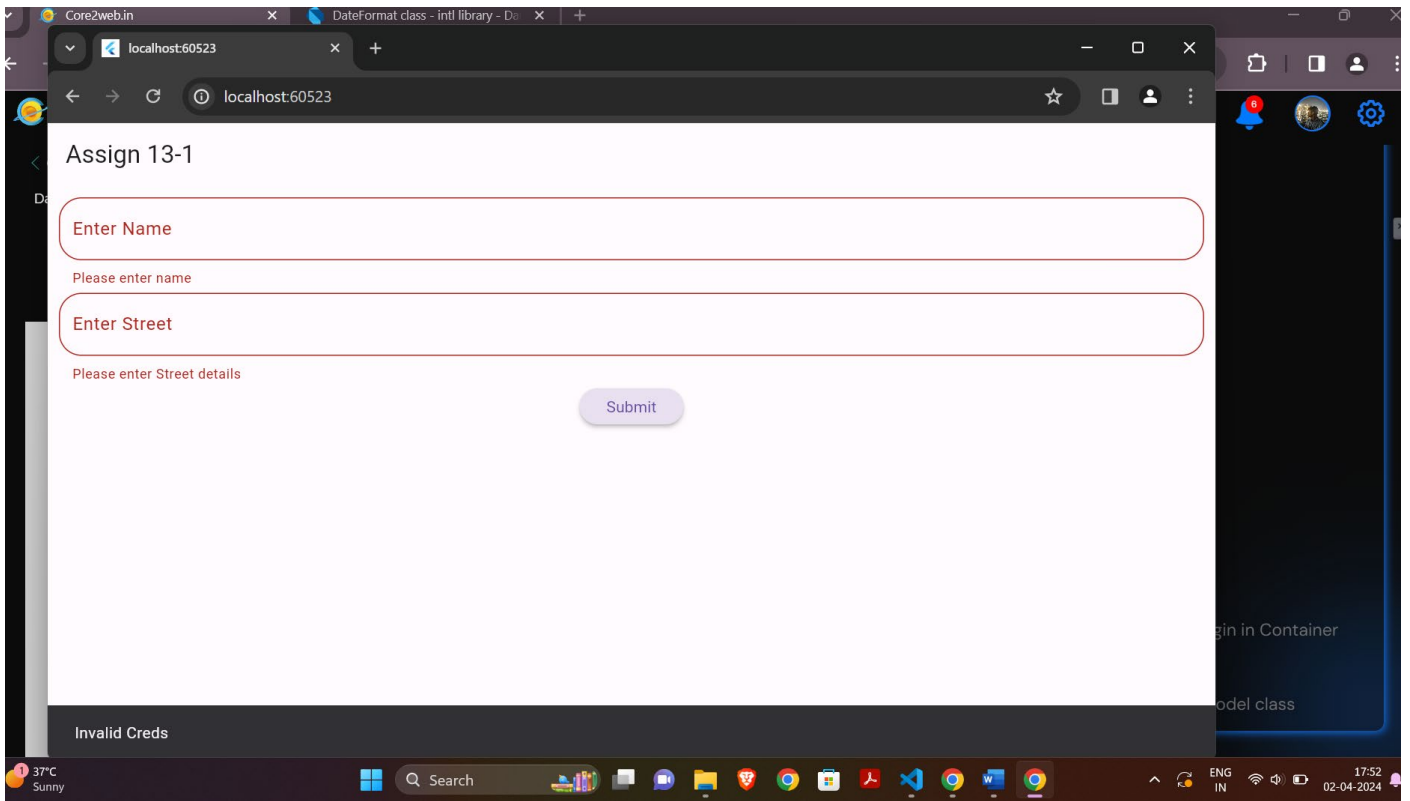 Core2web.in
DateFormat class - intl library - Da
localhost:60523
localhost:60523
6
Assign 13-1
Enter Name
Please enter name
Enter Street
Please enter Street details
Submit
gin in Container
odel class
Invalid Creds
1
37°C
Sunny
Search
ENG
IN
17:52
02-04-2024